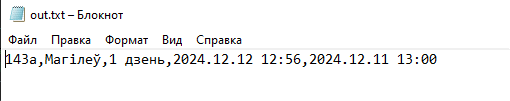 out.txt – Блокнот
Файл Правка Формат Вид Справка
143а,Магілеў,1 дзень,2024.12.12 12:56,2024.12.11 13:00